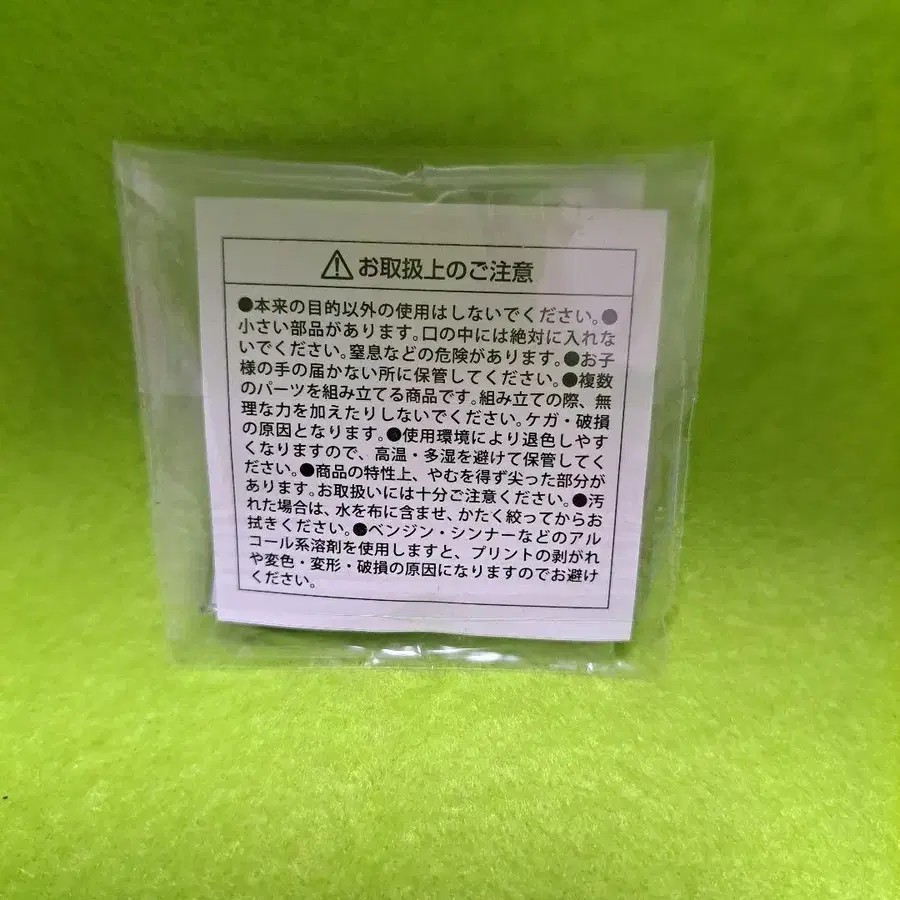 ⚠お取扱上のご注意
●本来の目的以外の使用はしないでください。●
小さい部品があります。口の中には絶対に入れな
いでください。窒息などの危険があります。●お子
様の手の届かない所に保管してください。●複数
のパーツを組み立てる商品です。組み立ての際、無
理な力を加えたりしないでください。ケガ・破損
の原因となります。●使用環境により退色しやす
くなりますので、高温・多湿を避けて保管してく
ださい。●商品の特性上、やむを得ず尖った部分が
あります。お取扱いには十分ご注意ください。●汚
れた場合は、水を布に含ませ、かたく絞ってからお
拭きください。●ベンジン・シンナーなどのアル
コール系溶剤を使用しますと、プリントの剥がれ
や変色・変形・破損の原因になりますのでお避け
ください。